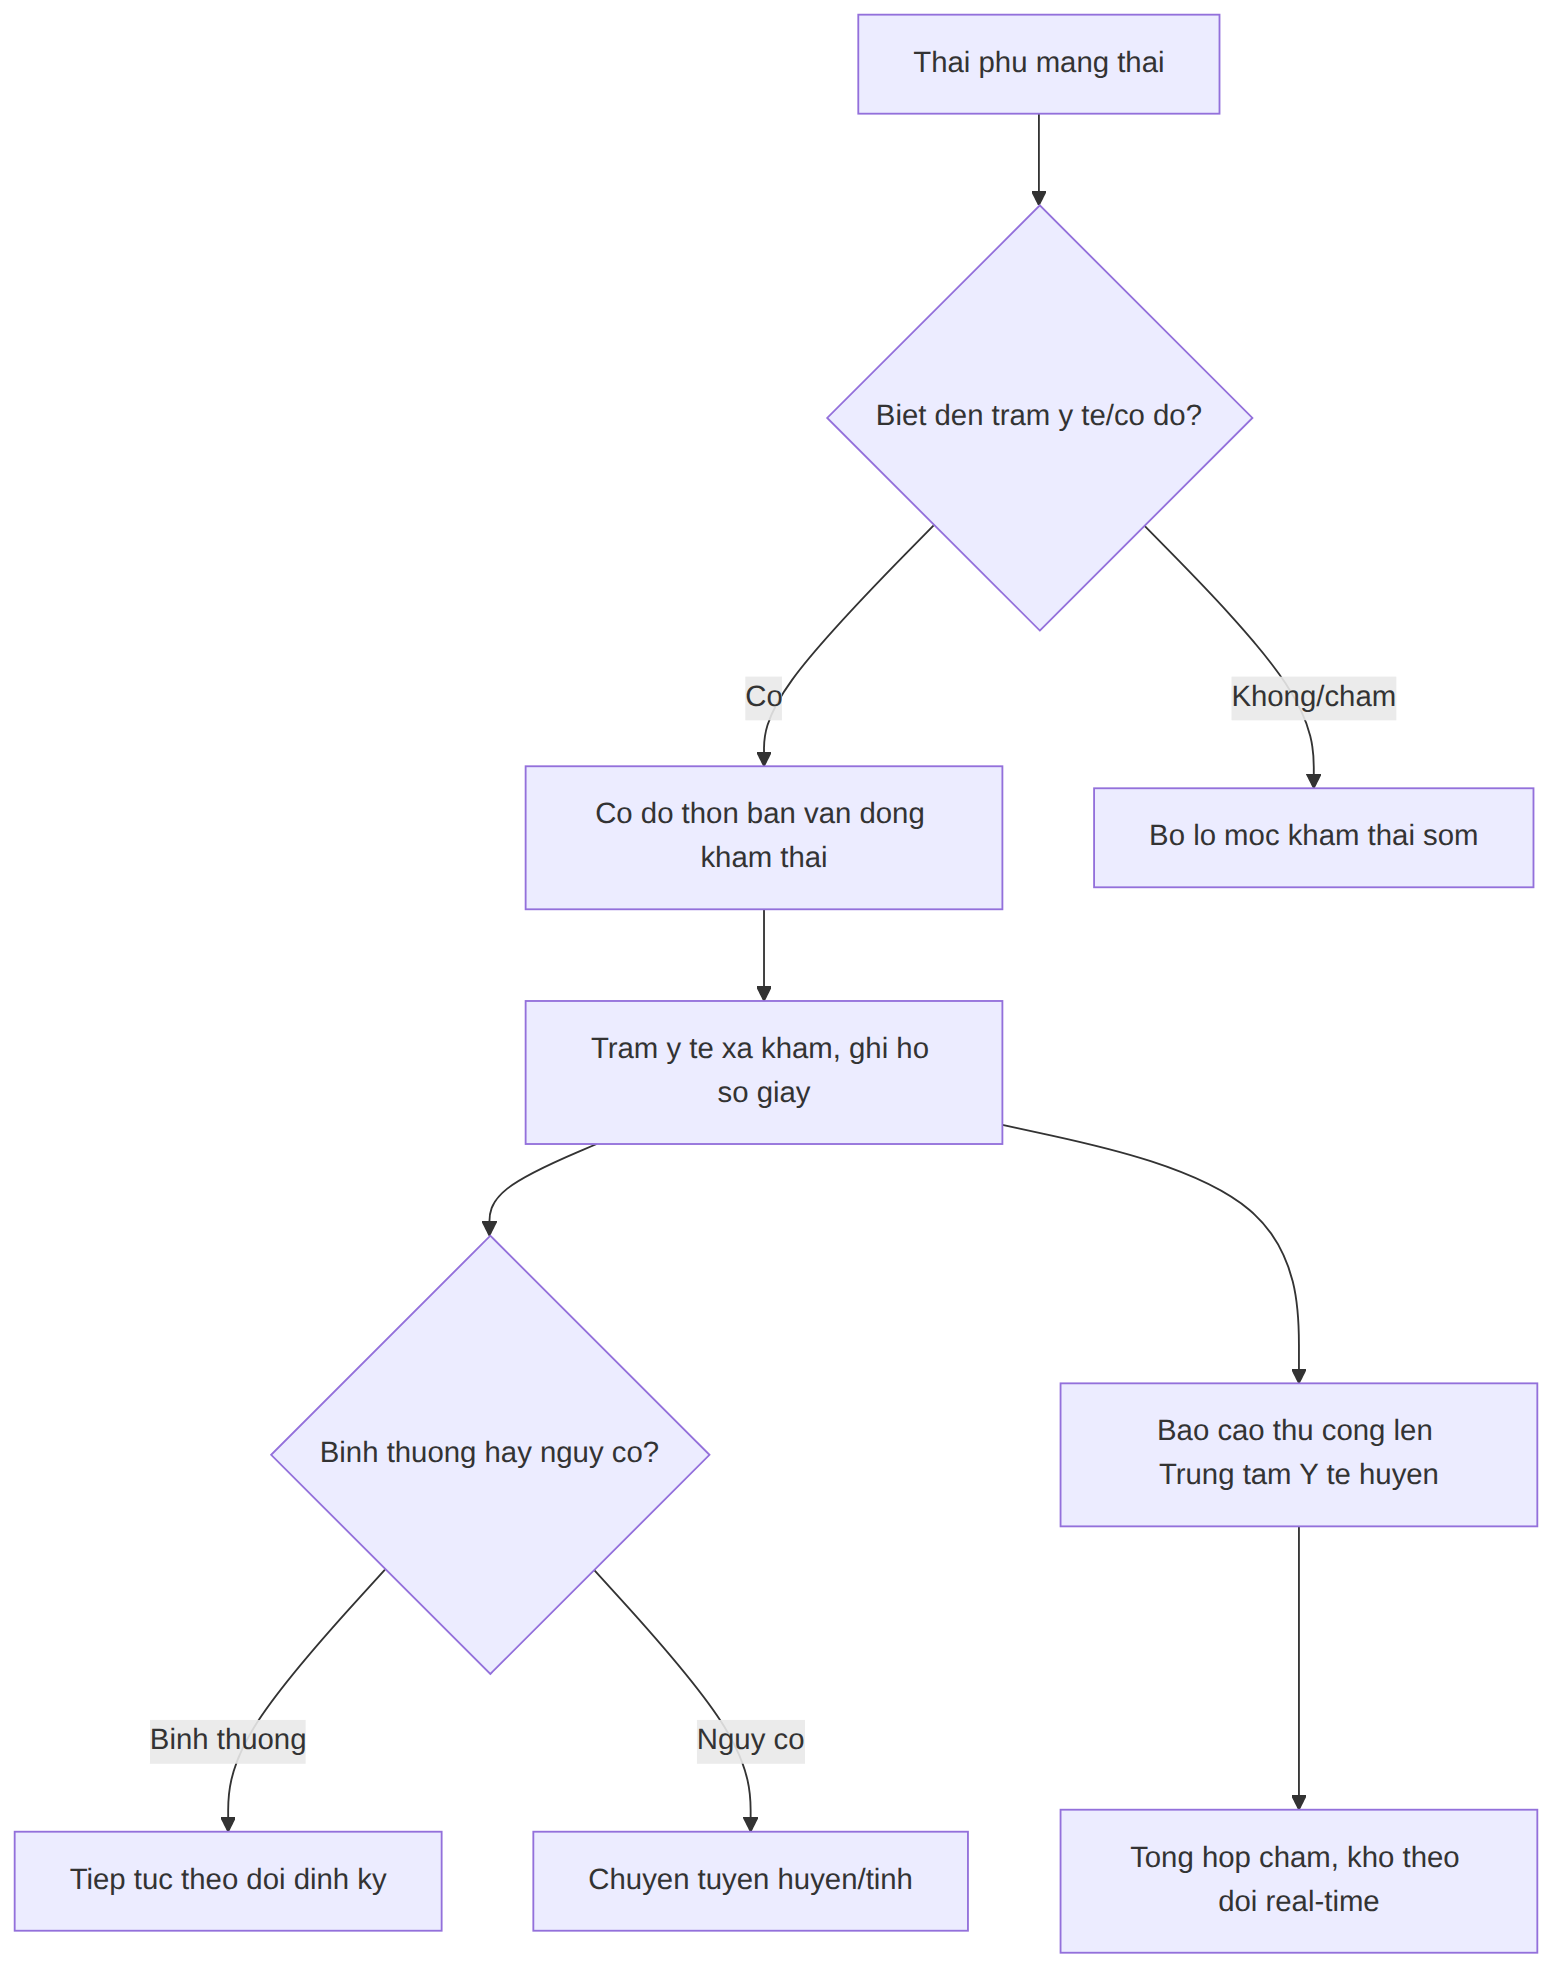 Thai phu mang thai
Biet den tram y te/co do?
Co
Khong/cham
Co do thon ban van dong
kham thai
Bo lo moc kham thai som
Tram y te xa kham, ghi ho
so giay
Binh thuong hay nguy co?
Bao cao thu cong len
Trung tam Y te huyen
Binh thuong
Nguy co
Tiep tuc theo doi dinh ky
Chuyen tuyen huyen/tinh
Tong hop cham, kho theo
doi real-time